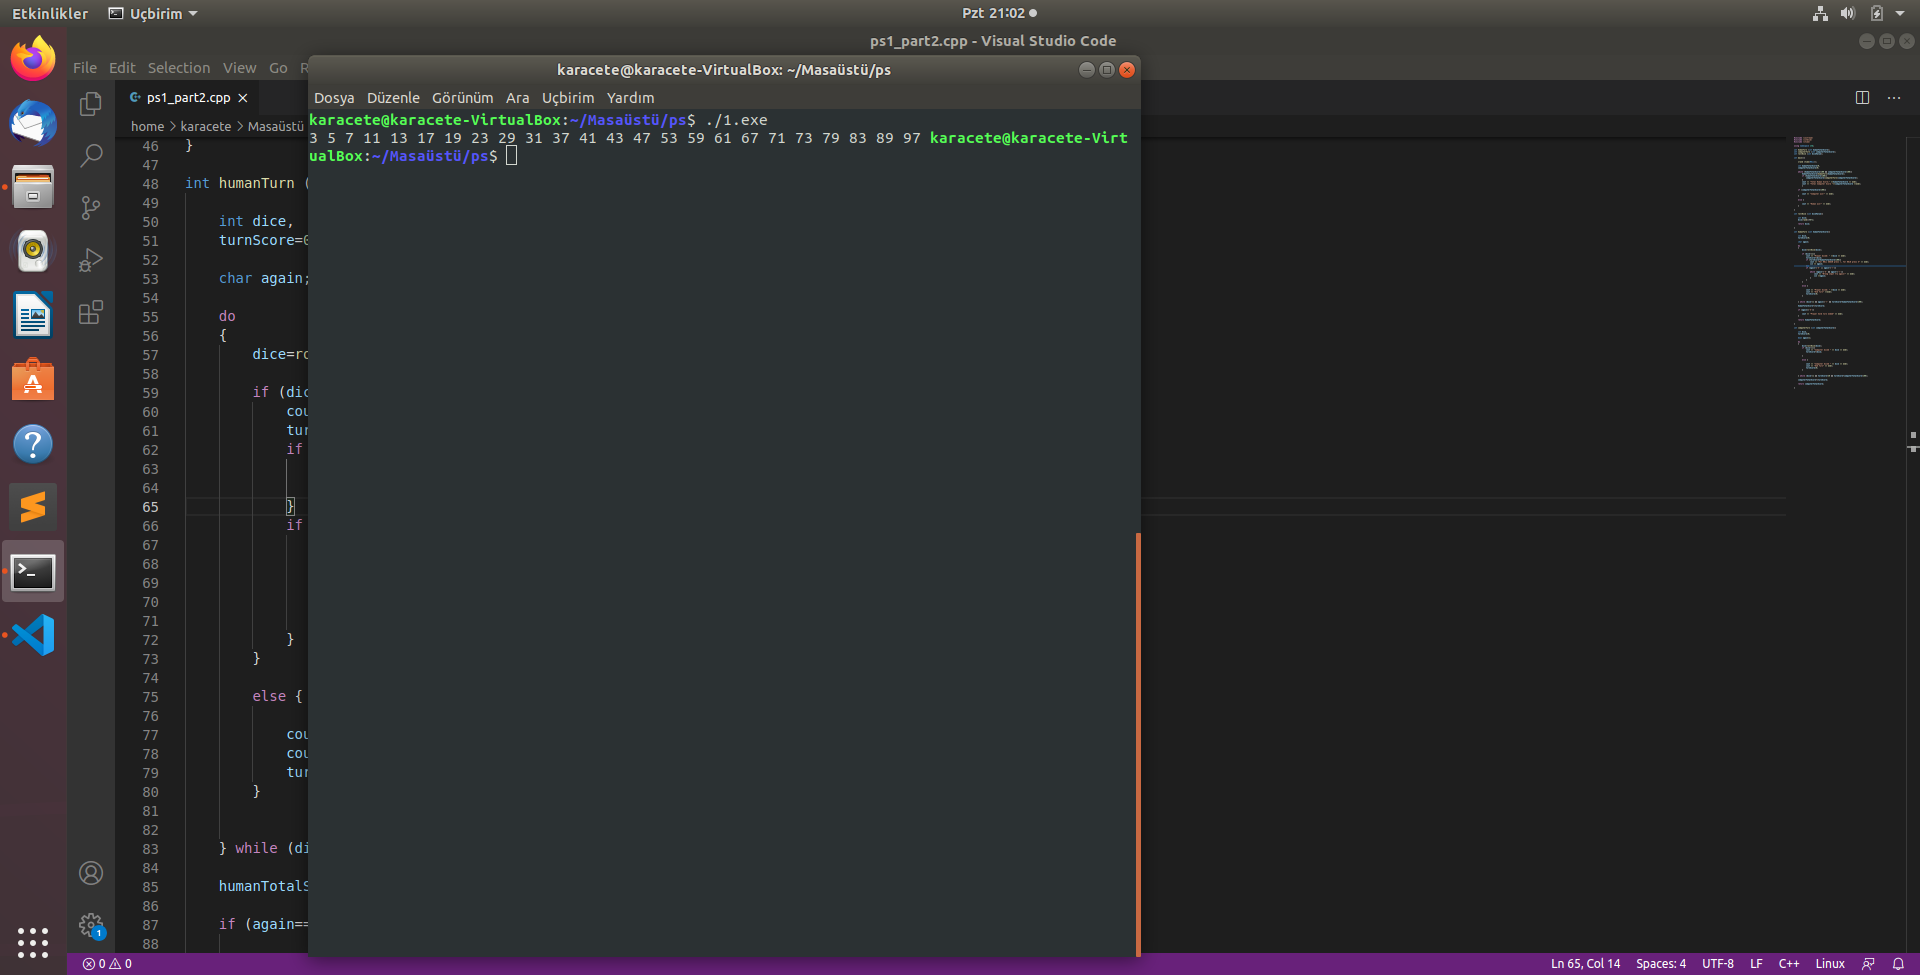 Etkinlikler Uçbirim Pzt 21:02
ps1_part2.cpp - Visual Studio Code
File Edit Selection View Go R
karacete@karacete-VirtualBox: ~/Masaüstü/ps
Dosya Düzenle Görünüm Ara Uçbirim Yardım
karacete@karacete-VirtualBox:~/Masaüstü/ps$ ./1.exe
3 5 7 11 13 17 19 23 29 31 37 41 43 47 53 59 61 67 71 73 79 83 89 97 karacete@karacete-Virt
ualBox:~/Masaüstü/ps$
ps1_part2.cpp
home > karacete > Masaüstü
46 }
47
48 int humanTurn (
49
50 int dice,
51 turnScore=0
52
53 char again;
54
55 do
56 {
57 dice=ro
58
59 if (dic
60 cou
61 tur
62 if
63
64
65 }
66 if
67
68
69
70
71
72 }
73 }
74
75 else {
76
77 cou
78 cou
79 tur
80 }
81
82
83 } while (di
84
85 humanTotalS
86
87 if (again==
88
1
0 0 Ln 65, Col 14 Spaces: 4 UTF-8 LF C++ Linux